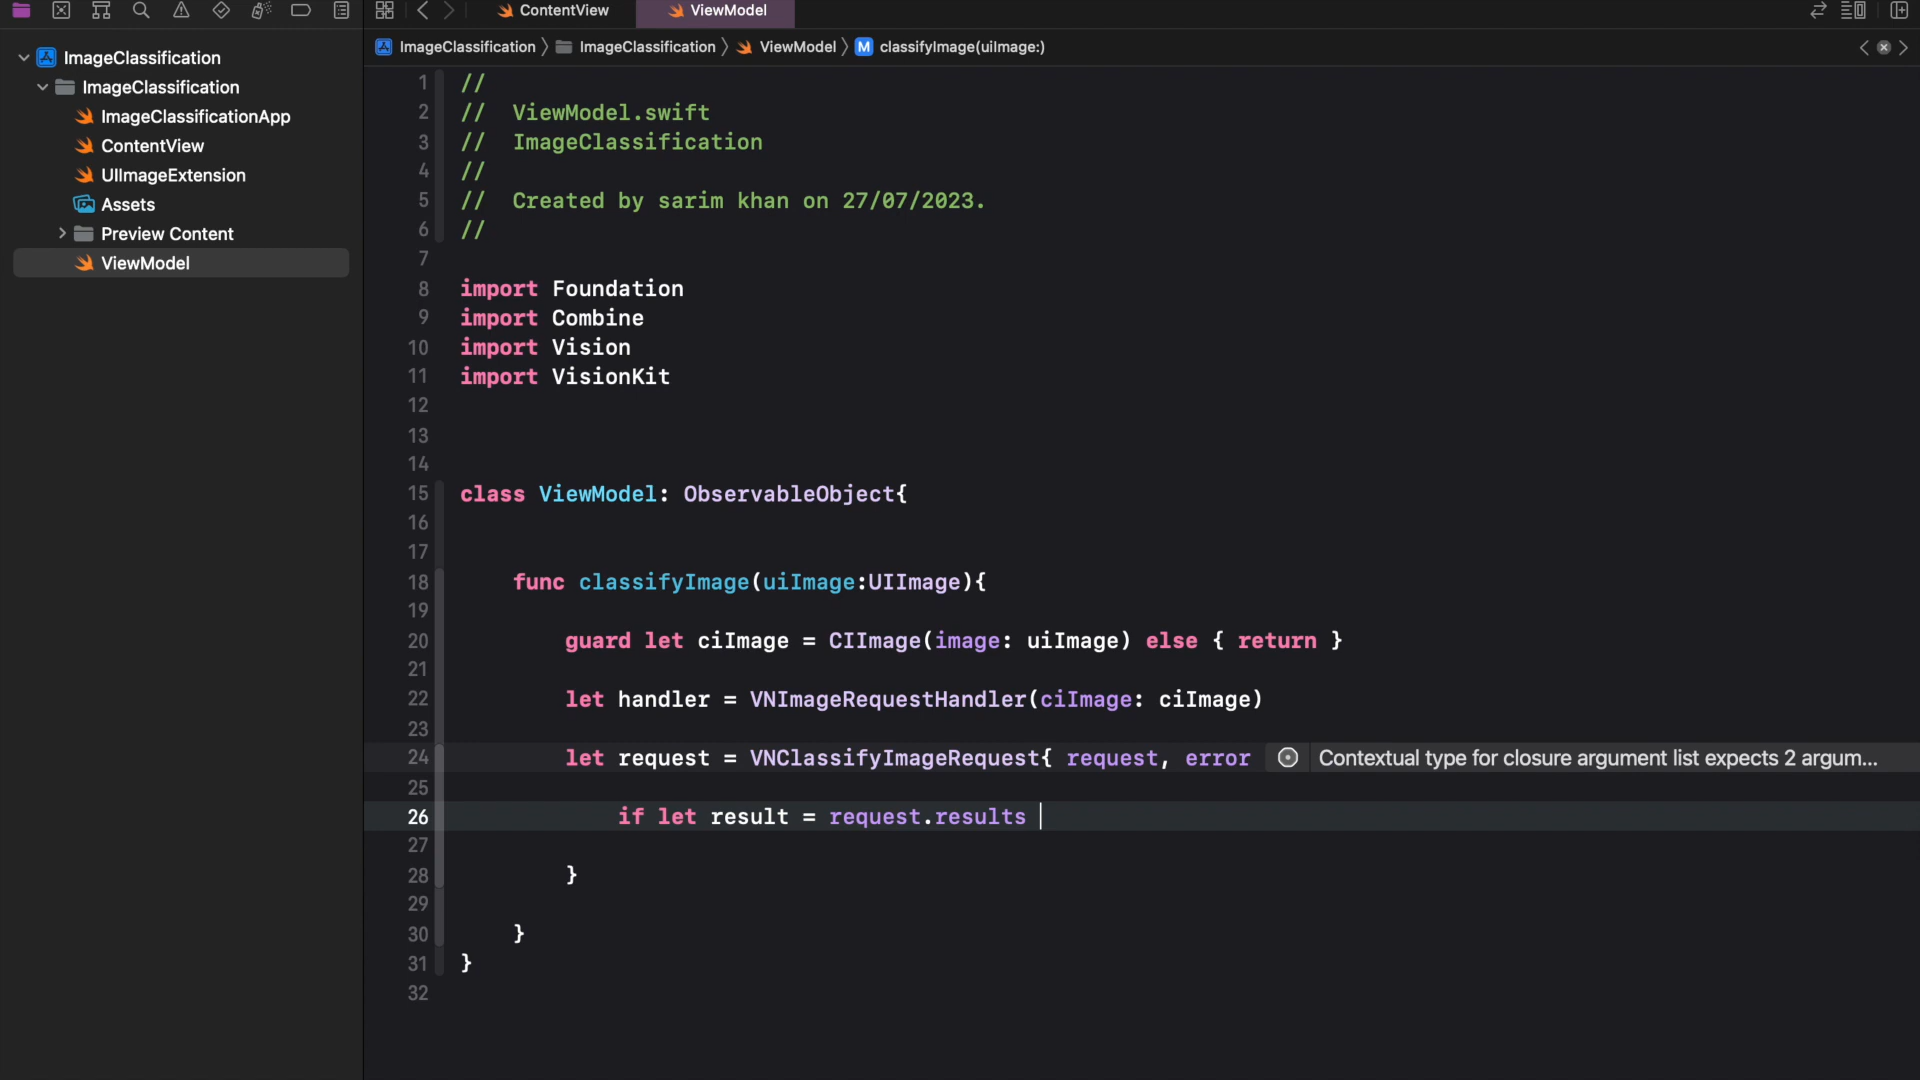 ContentView
ViewModel
ImageClassification
ImageClassification
ImageClassificationApp
ContentView
UIImageExtension
Assets
Preview Content
ViewModel
ImageClassification ImageClassification ViewModel M classifyImage(uiImage:)
1 //
2 //  ViewModel.swift
3 //  ImageClassification
4 //
5 //  Created by sarim khan on 27/07/2023.
6 //
7
8 import Foundation
9 import Combine
10 import Vision
11 import VisionKit
12
13
14
15 class ViewModel: ObservableObject{
16
17
18     func classifyImage(uiImage:UIImage){
19
20         guard let ciImage = CIImage(image: uiImage) else { return }
21
22         let handler = VNImageRequestHandler(ciImage: ciImage)
23
24         let request = VNClassifyImageRequest{ request, error Contextual type for closure argument list expects 2 argum...
25
26             if let result = request.results
27
28         }
29
30     }
31 }
32